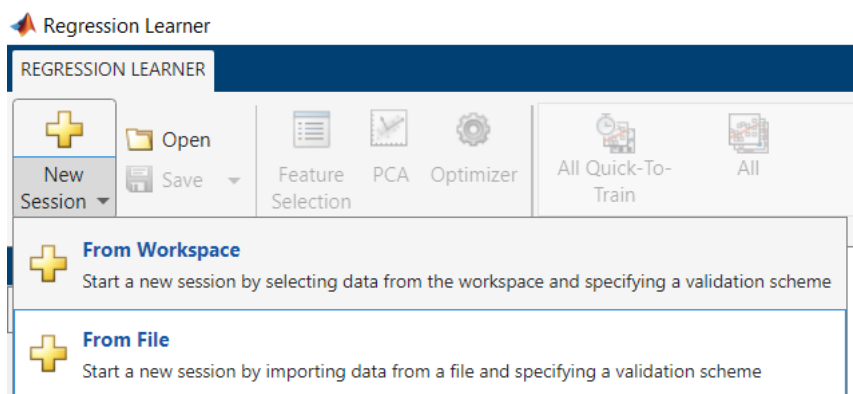 Regression Learner
REGRESSION LEARNER
New
Session
Open
Save
Feature
Selection
PCA
Optimizer
All Quick-To-
Train
All
From Workspace
Start a new session by selecting data from the workspace and specifying a validation scheme
From File
Start a new session by importing data from a file and specifying a validation scheme